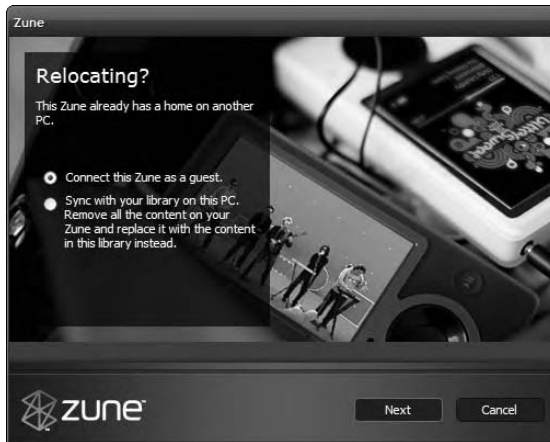 Zune
Relocating?
This Zune already has a home on another
PC.
Connect this Zune as a guest.
Sync with your library on this PC.
Remove all the content on your
Zune and replace it with the content
in this library instead.
zune™
Next
Cancel